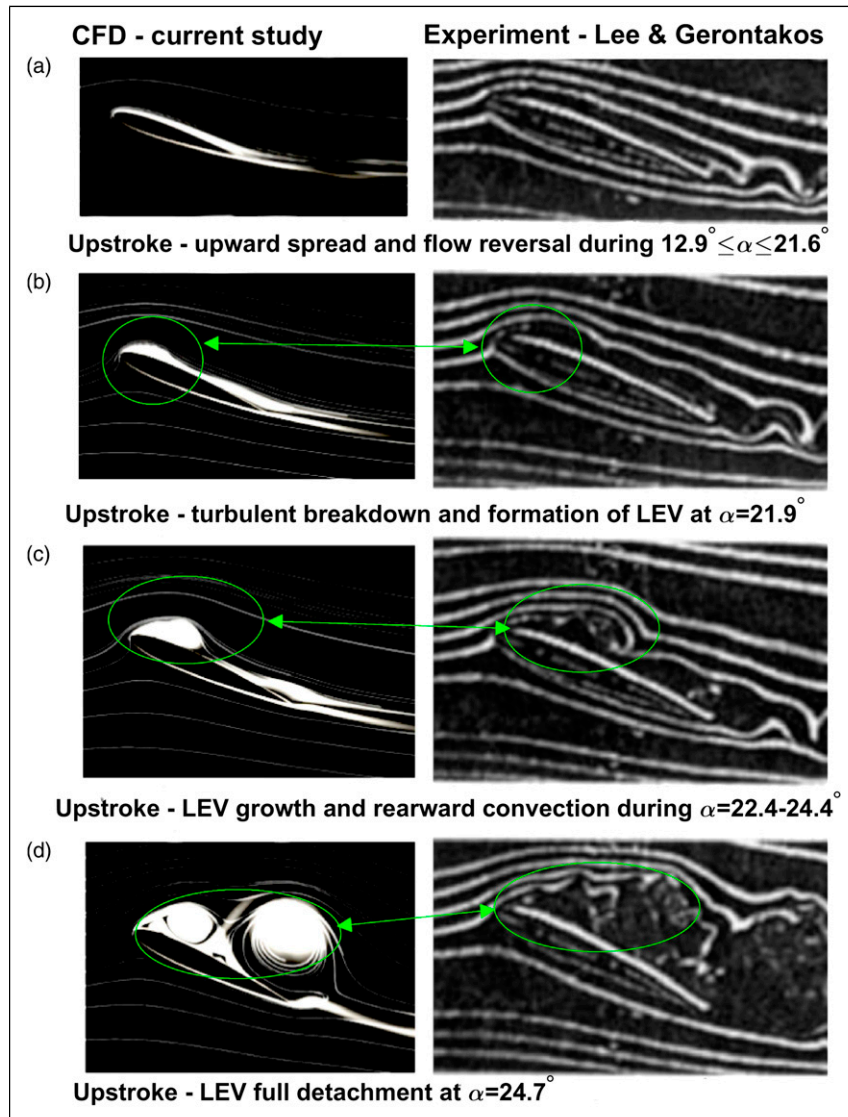 CFD - current study
Experiment - Lee & Gerontakos
(a)
Upstroke - upward spread and flow reversal during 12.9°≤α≤21.6°
(b)
Upstroke - turbulent breakdown and formation of LEV at α=21.9°
(c)
Upstroke - LEV growth and rearward convection during α=22.4-24.4°
(d)
Upstroke - LEV full detachment at α=24.7°